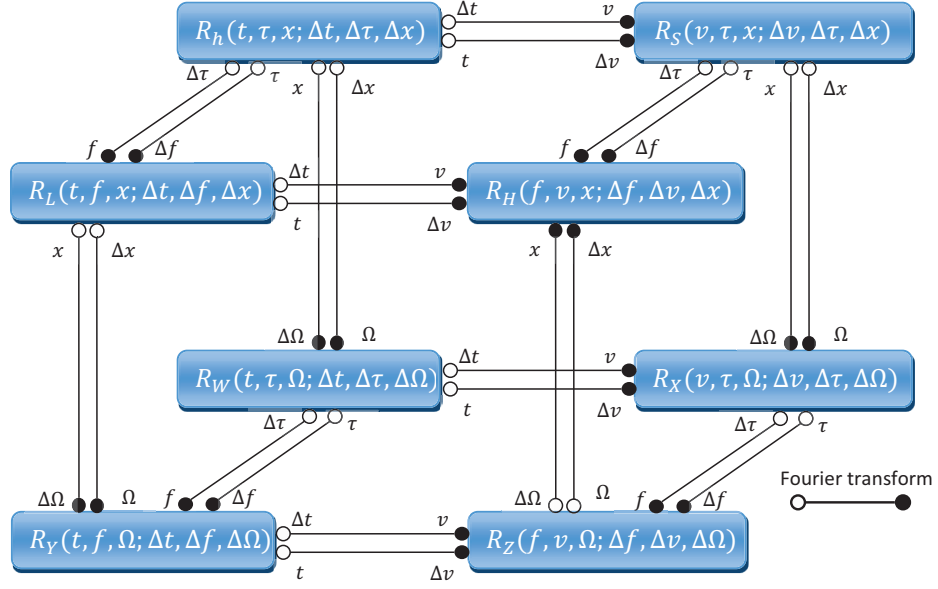 R_h(t, τ, x; Δt, Δτ, Δx)
Δt
v
t
Δv
R_S(v, τ, x; Δv, Δτ, Δx)
Δτ
τ
x
Δx
Δτ
τ
x
Δx
f
Δf
f
Δf
R_L(t, f, x; Δt, Δf, Δx)
Δt
v
t
Δv
R_H(f, v, x; Δf, Δv, Δx)
x
Δx
x
Δx
ΔΩ
Ω
ΔΩ
Ω
R_W(t, τ, Ω; Δt, Δτ, ΔΩ)
Δt
v
t
Δv
R_X(v, τ, Ω; Δv, Δτ, ΔΩ)
Δτ
τ
Δτ
τ
Fourier transform
ΔΩ
Ω
f
Δf
ΔΩ
Ω
f
Δf
R_Y(t, f, Ω; Δt, Δf, ΔΩ)
Δt
v
t
Δv
R_Z(f, v, Ω; Δf, Δv, ΔΩ)